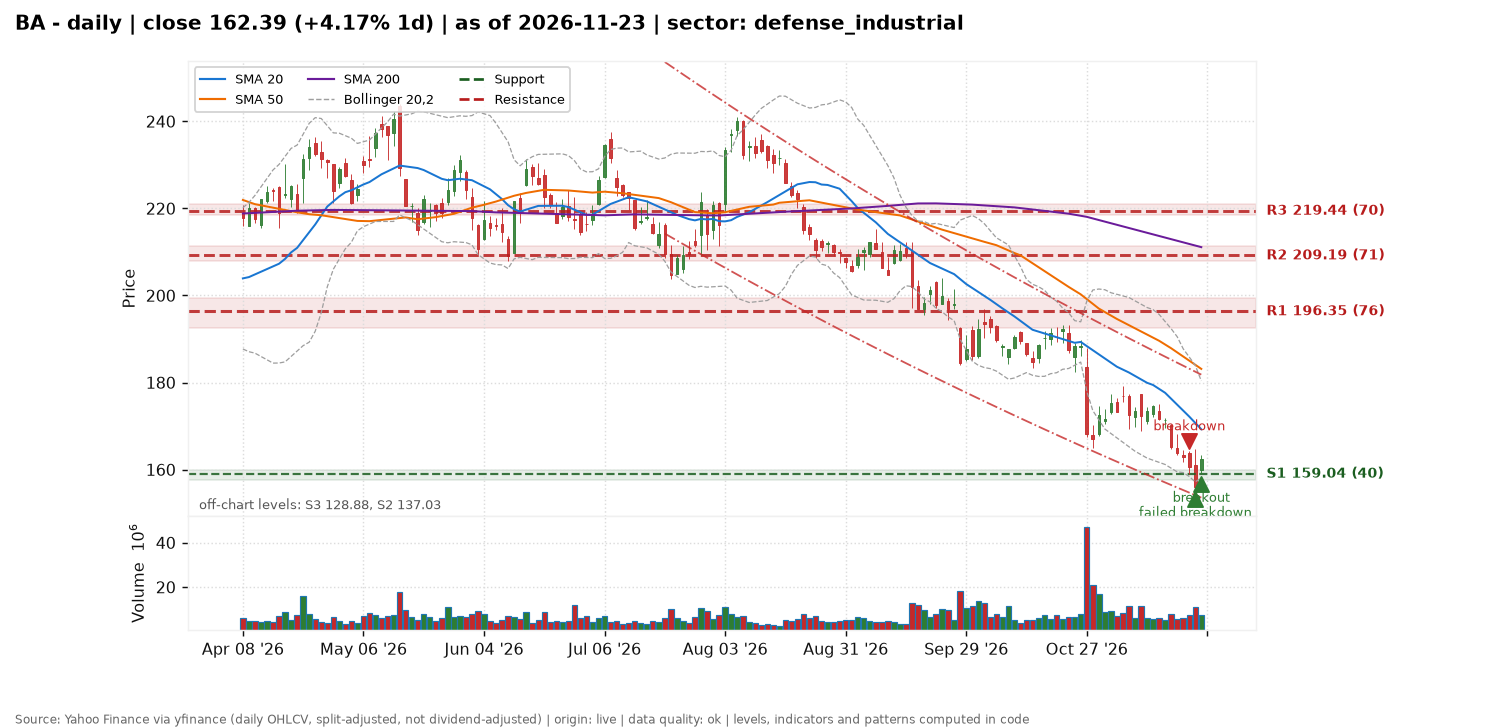 BA - daily | close 162.39 (+4.17% 1d) | as of 2026-11-23 | sector: defense_industrial
SMA 20
SMA 50
SMA 200
Bollinger 20,2
Support
Resistance
Price
240
220
200
180
160
R3 219.44 (70)
R2 209.19 (71)
R1 196.35 (76)
S1 159.04 (40)
breakdown
breakout
failed breakdown
off-chart levels: S3 128.88, S2 137.03
Volume 10⁶
40
20
Apr 08 '26
May 06 '26
Jun 04 '26
Jul 06 '26
Aug 03 '26
Aug 31 '26
Sep 29 '26
Oct 27 '26
Source: Yahoo Finance via yfinance (daily OHLCV, split-adjusted, not dividend-adjusted) | origin: live | data quality: ok | levels, indicators and patterns computed in code